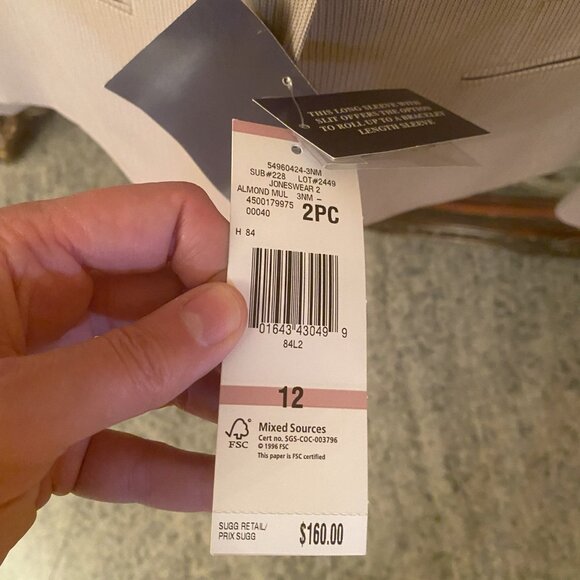 THIS LONG SLEEVE WITH
SLIT OFFERS THE OPTION
TO ROLL UP TO A BRACELET
LENGTH SLEEVE
54960424-3NM
SUB#228 LOT#2449
JONESWEAR 2
ALMOND MUL 3NM –
4500179975 2PC
00040
H 84
01643 43049 9
84L2
12
FSC
Mixed Sources
Cert no. SGS-COC-003796
© 1996 FSC
This paper is FSC certified
SUGG RETAIL/
PRIX SUGG $160.00